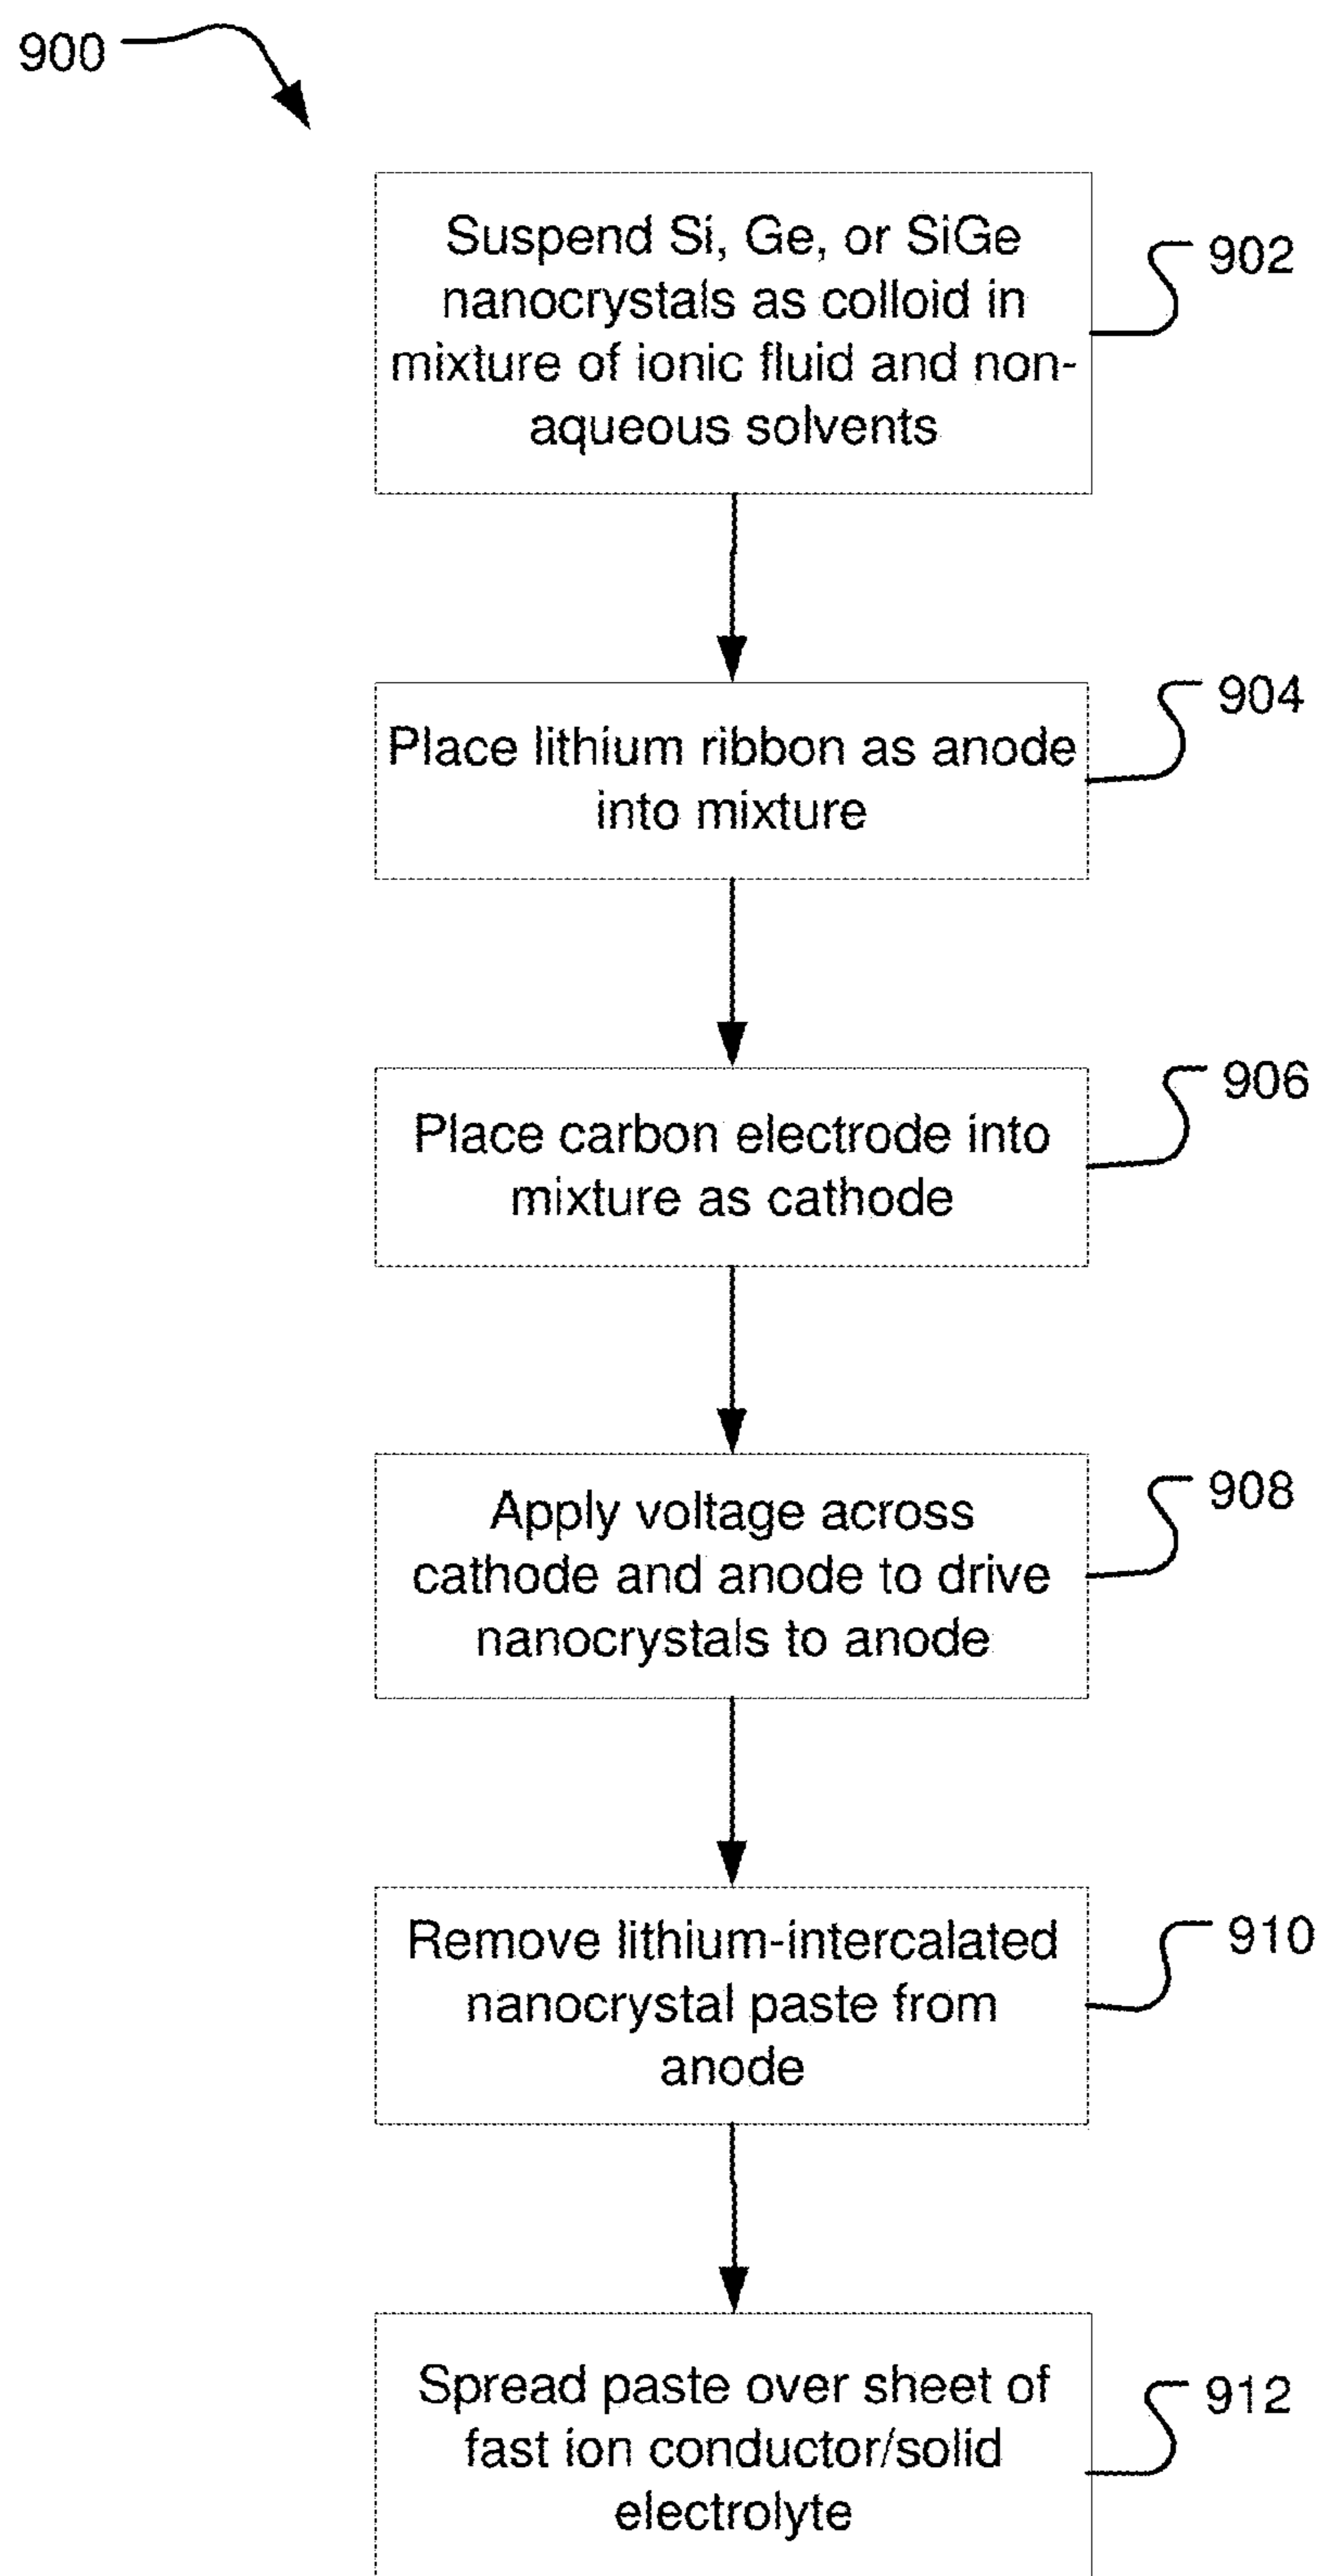 900
Suspend Si, Ge, or SiGe
nanocrystals as colloid in
mixture of ionic fluid and non-
aqueous solvents
902
Place lithium ribbon as anode
into mixture
904
Place carbon electrode into
mixture as cathode
906
Apply voltage across
cathode and anode to drive
nanocrystals to anode
908
Remove lithium-intercalated
nanocrystal paste from
anode
910
Spread paste over sheet of
fast ion conductor/solid
electrolyte
912